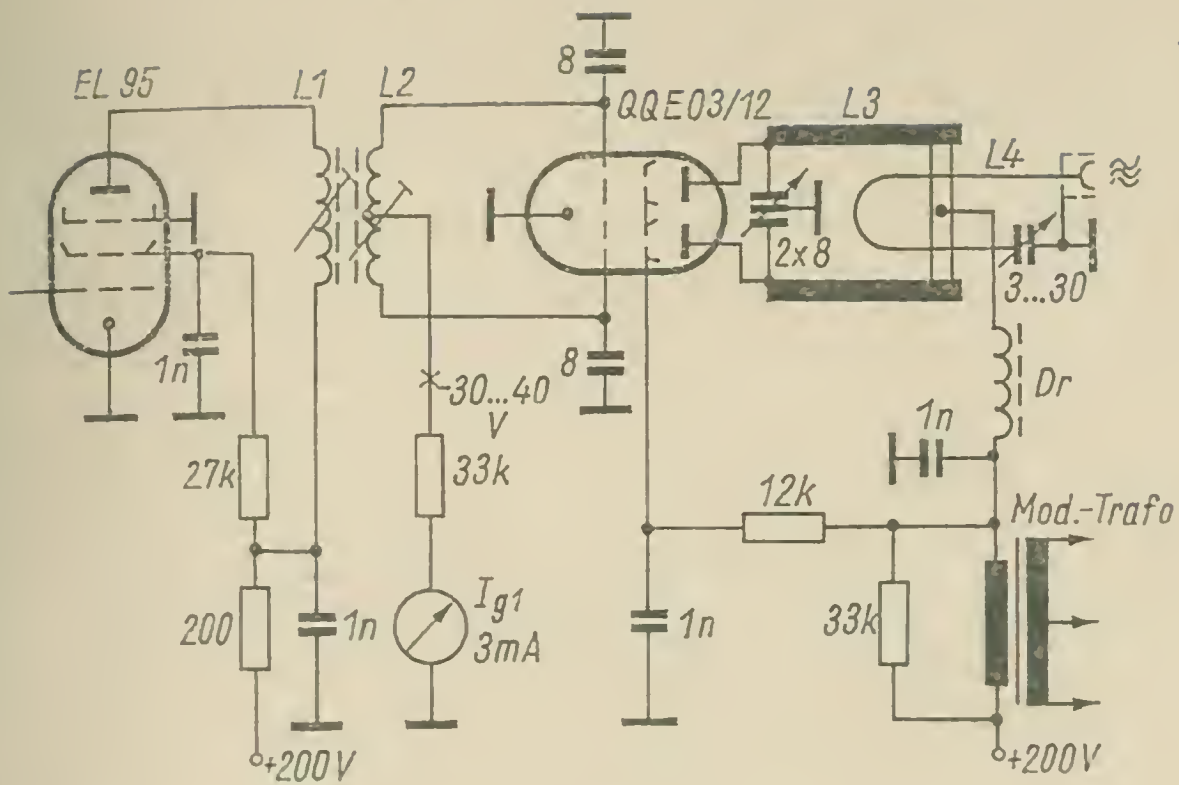 EL 95
L1
L2
8
QQE03/12
L3
L4
2x8
3...30
1n
8
-30...40
V
Dr
27k
33k
1n
12k
Mod.-Trafo
200
1n
Ig1
3mA
1n
33k
+200V
+200V